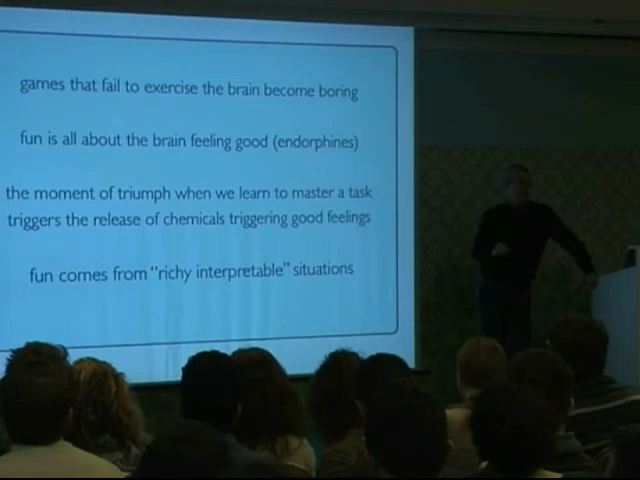 games that fail to exercise the brain become boring
fun is all about the brain feeling good (endorphines)
the moment of triumph when we learn to master a task
triggers the release of chemicals triggering good feelings
fun comes from "richy interpretable" situations